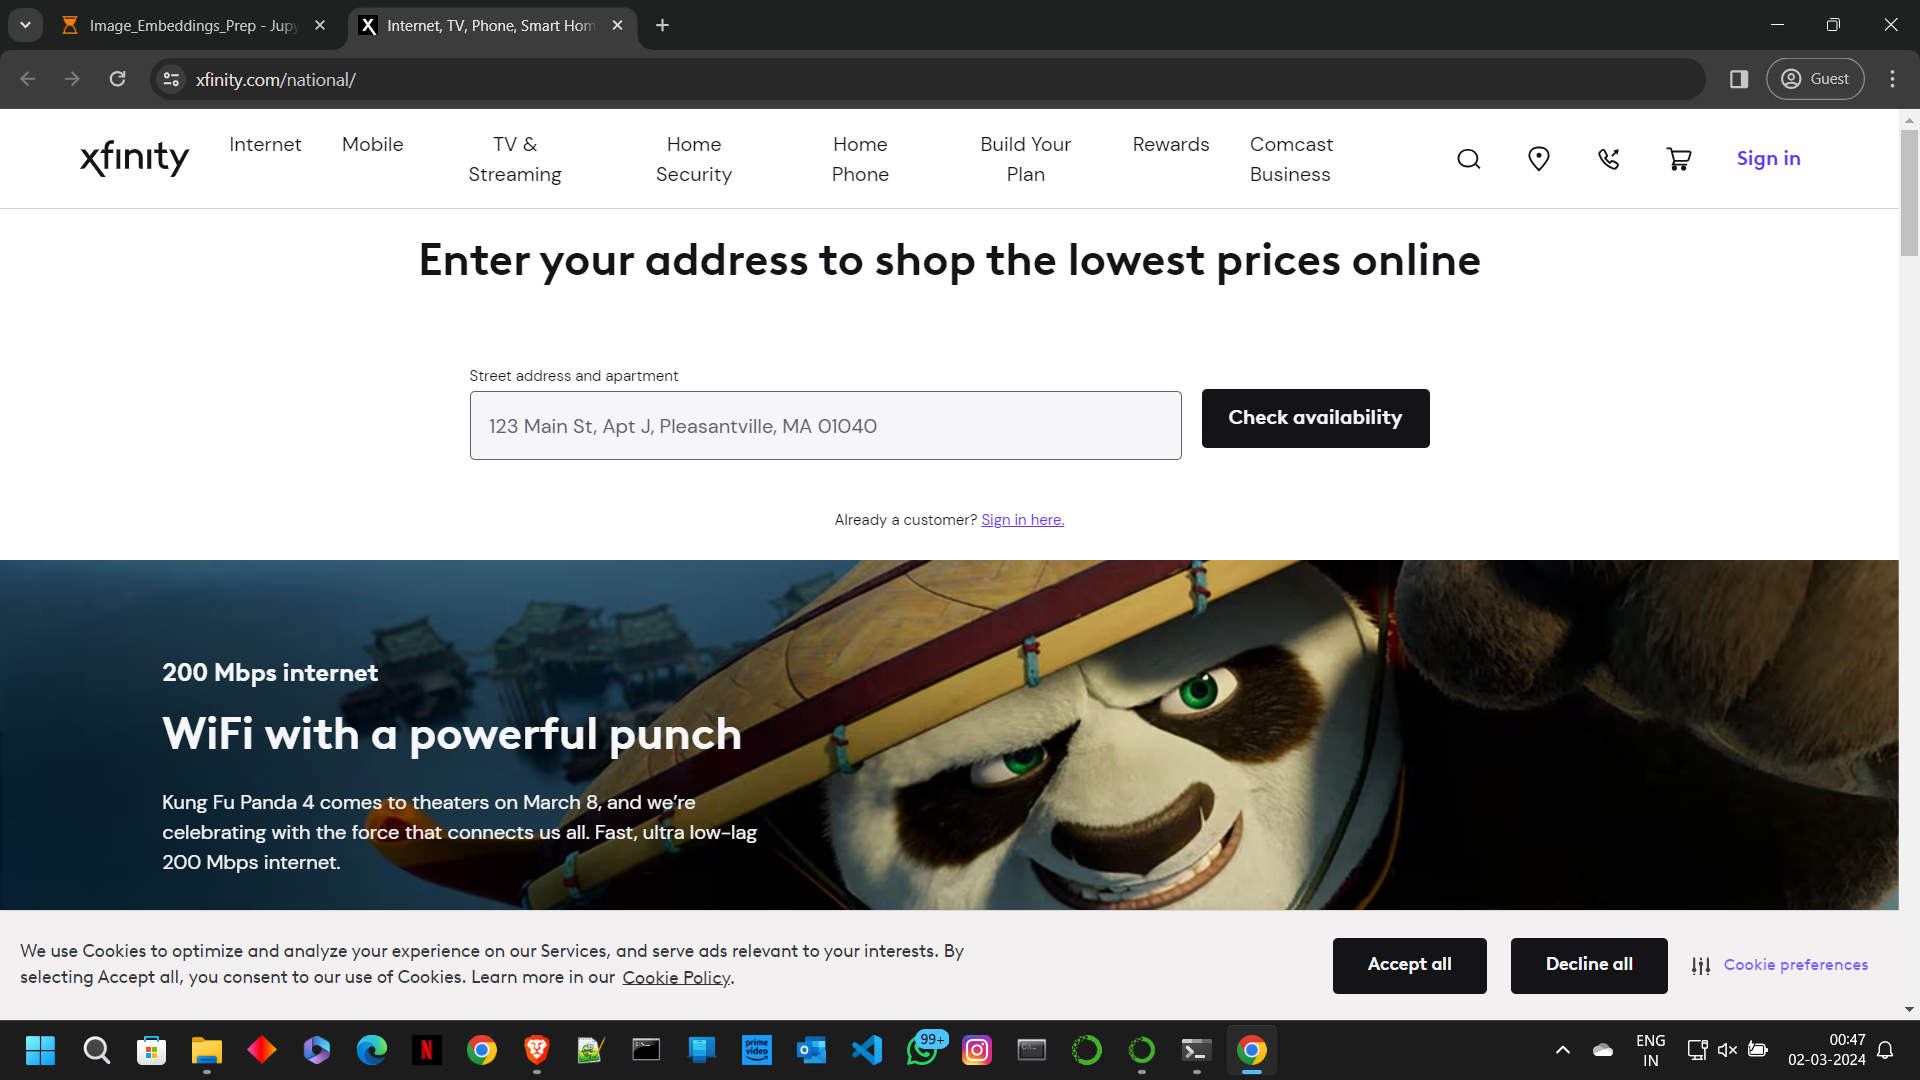 Image_Embeddings_Prep - Jupy
Internet, TV, Phone, Smart Hom
xfinity.com/national/
Guest
xfinity
Internet
Mobile
TV &
Streaming
Home
Security
Home
Phone
Build Your
Plan
Rewards
Comcast
Business
Sign in
Enter your address to shop the lowest prices online
Street address and apartment
123 Main St, Apt J, Pleasantville, MA 01040
Check availability
Already a customer? Sign in here.
200 Mbps internet
WiFi with a powerful punch
Kung Fu Panda 4 comes to theaters on March 8, and we're
celebrating with the force that connects us all. Fast, ultra low-lag
200 Mbps internet.
We use Cookies to optimize and analyze your experience on our Services, and serve ads relevant to your interests. By
selecting Accept all, you consent to our use of Cookies. Learn more in our Cookie Policy.
Accept all
Decline all
Cookie preferences
prime
video
99+
ENG
IN
00:47
02-03-2024